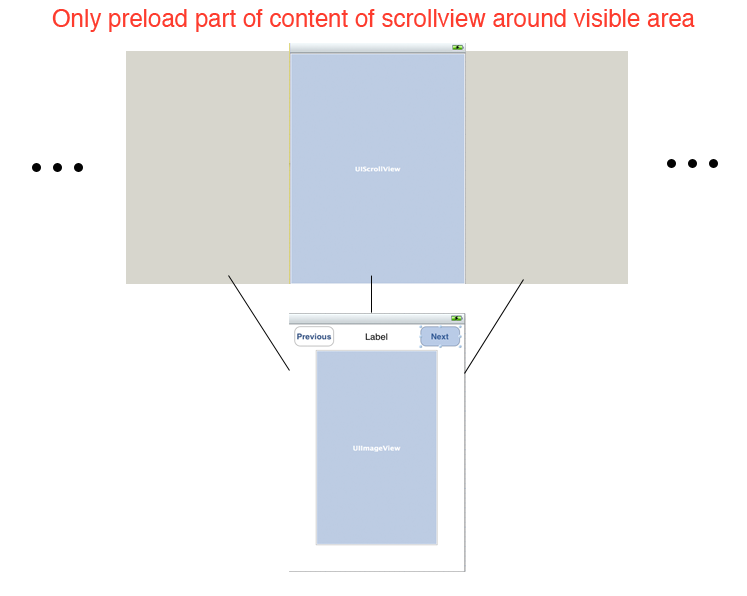 Only preload part of content of scrollview around visible area
UIScrollView
Previous Label Next
UIImageView